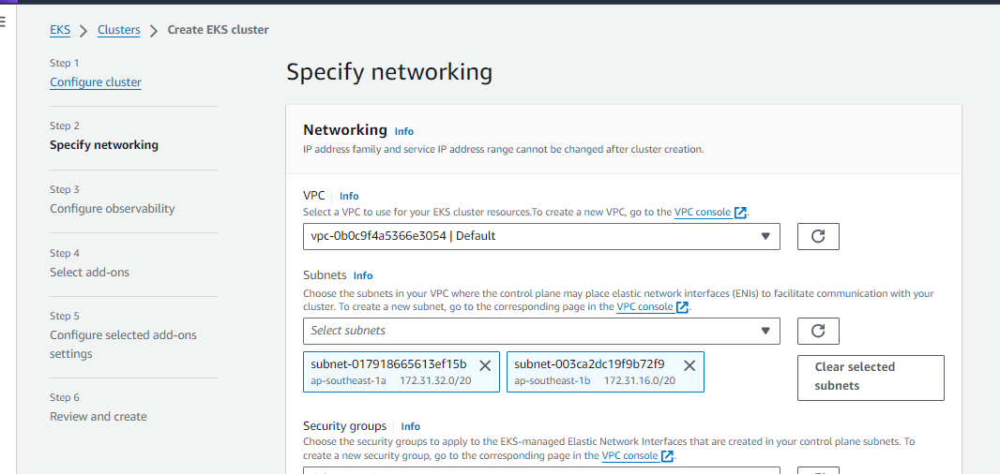 EKS > Clusters > Create EKS cluster
Step 1
Configure cluster
Step 2
Specify networking
Step 3
Configure observability
Step 4
Select add-ons
Step 5
Configure selected add-ons
settings
Step 6
Review and create
Specify networking
Networking Info
IP address family and service IP address range cannot be changed after cluster creation.
VPC Info
Select a VPC to use for your EKS cluster resources.To create a new VPC, go to the VPC console.
vpc-0b0c9f4a5366e3054 | Default
Subnets Info
Choose the subnets in your VPC where the control plane may place elastic network interfaces (ENIs) to facilitate communication with your
cluster. To create a new subnet, go to the corresponding page in the VPC console.
Select subnets
subnet-017918665613ef15b
ap-southeast-1a 172.31.32.0/20
subnet-003ca2dc19f9b72f9
ap-southeast-1b 172.31.16.0/20
Clear selected
subnets
Security groups Info
Choose the security groups to apply to the EKS-managed Elastic Network Interfaces that are created in your control plane subnets. To
create a new security group, go to the corresponding page in the VPC console.